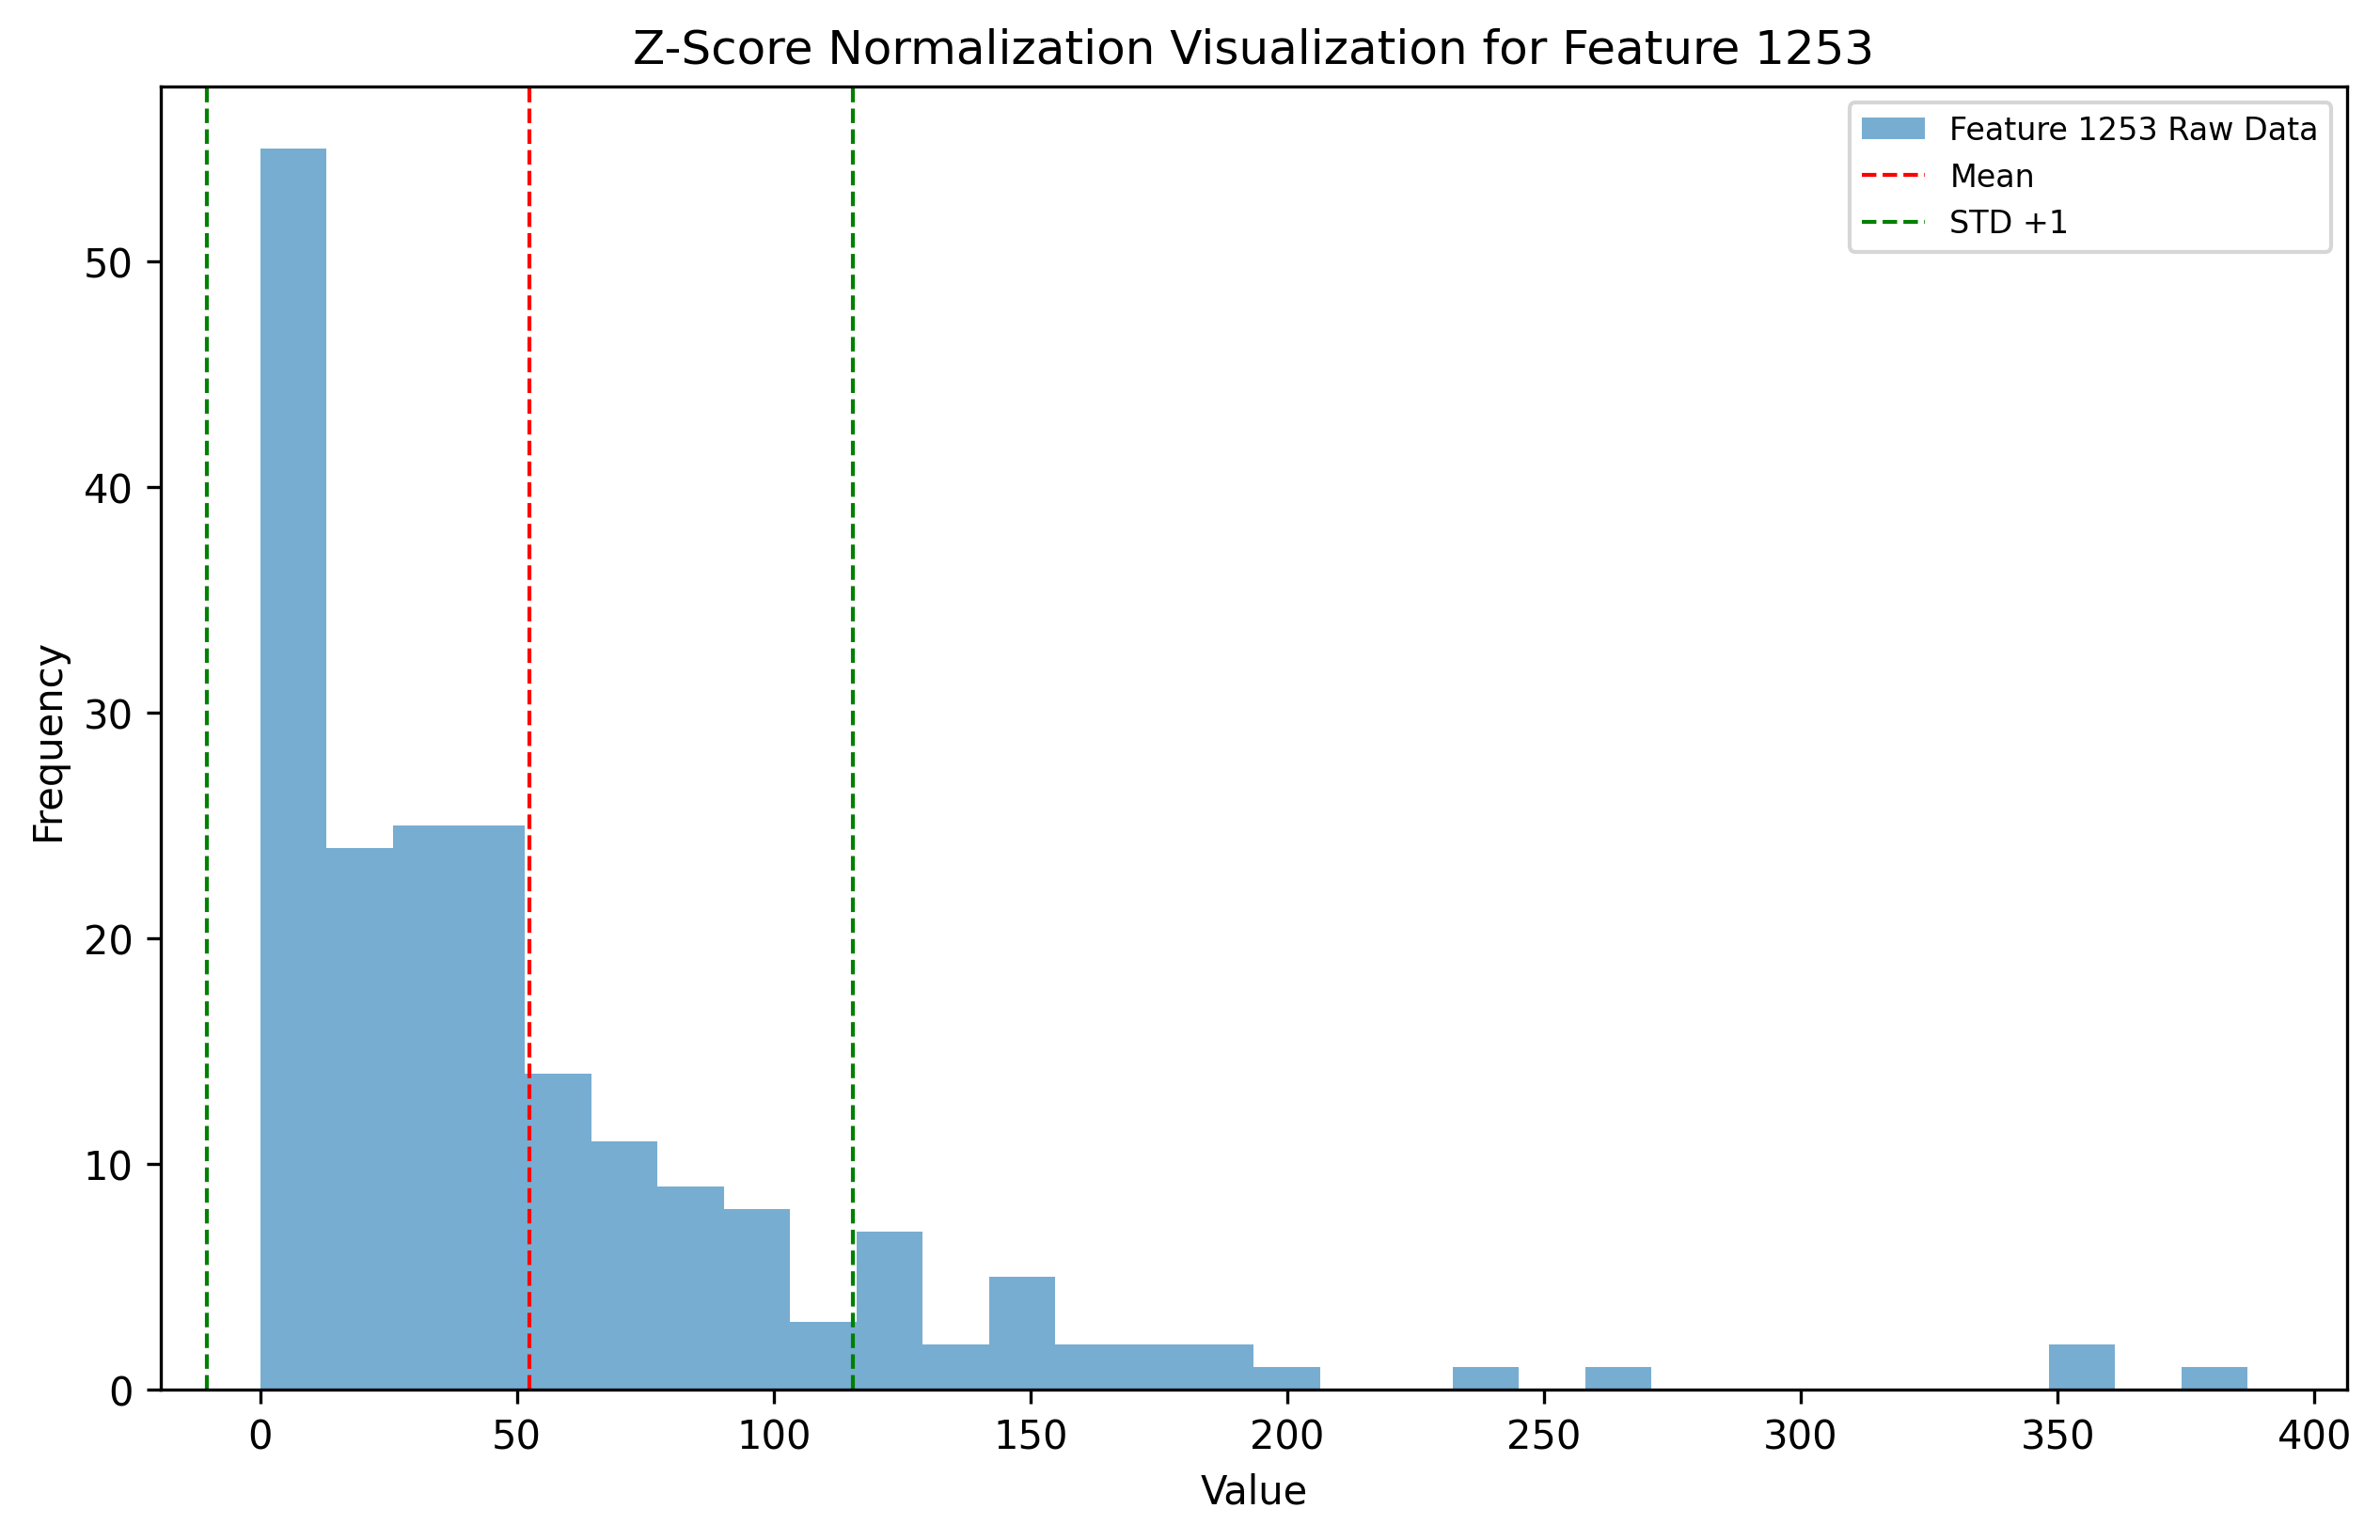 Z-Score Normalization Visualization for Feature 1253
Feature 1253 Raw Data
Mean
STD +1
Frequency
50
40
30
20
10
0
0 50 100 150 200 250 300 350 400
Value